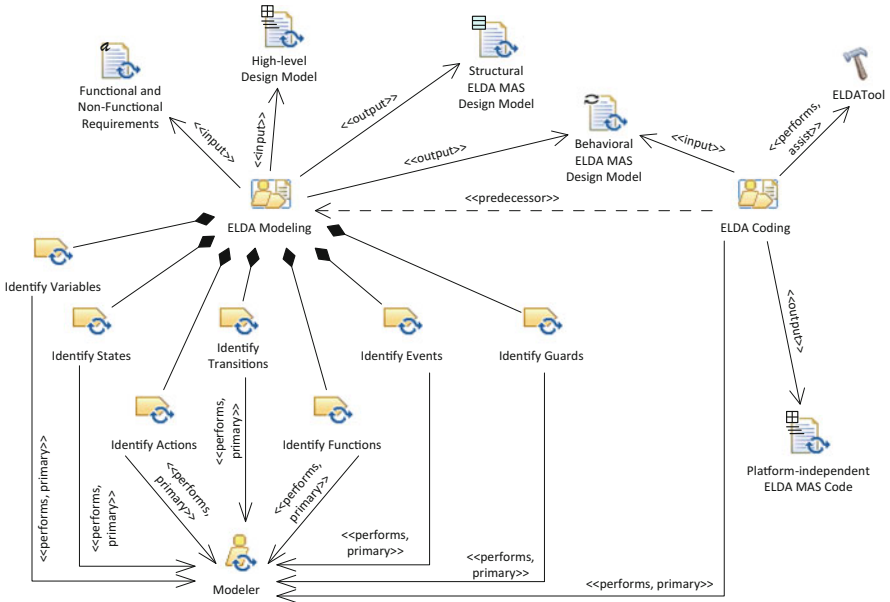 a
High-level
Design Model
Structural
ELDA MAS
Design Model
Functional and
Non-Functional
Requirements
ELDATool
<<input>>
<<input>>
<<output>>
<<output>>
Behavioral
ELDA MAS
Design Model
<<input>>
<<performs,
assist>>
<<predecessor>>
ELDA Modeling
ELDA Coding
Identify Variables
Identify States
Identify
Transitions
Identify Events
Identify Guards
<<output>>
Identify Actions
Identify Functions
<<performs, primary>>
<<performs,
primary>>
<<performs,
primary>>
<<performs,
primary>>
<<performs,
primary>>
<<performs,
primary>>
<<performs,
primary>>
Platform-independent
ELDA MAS Code
Modeler
<<performs, primary>>